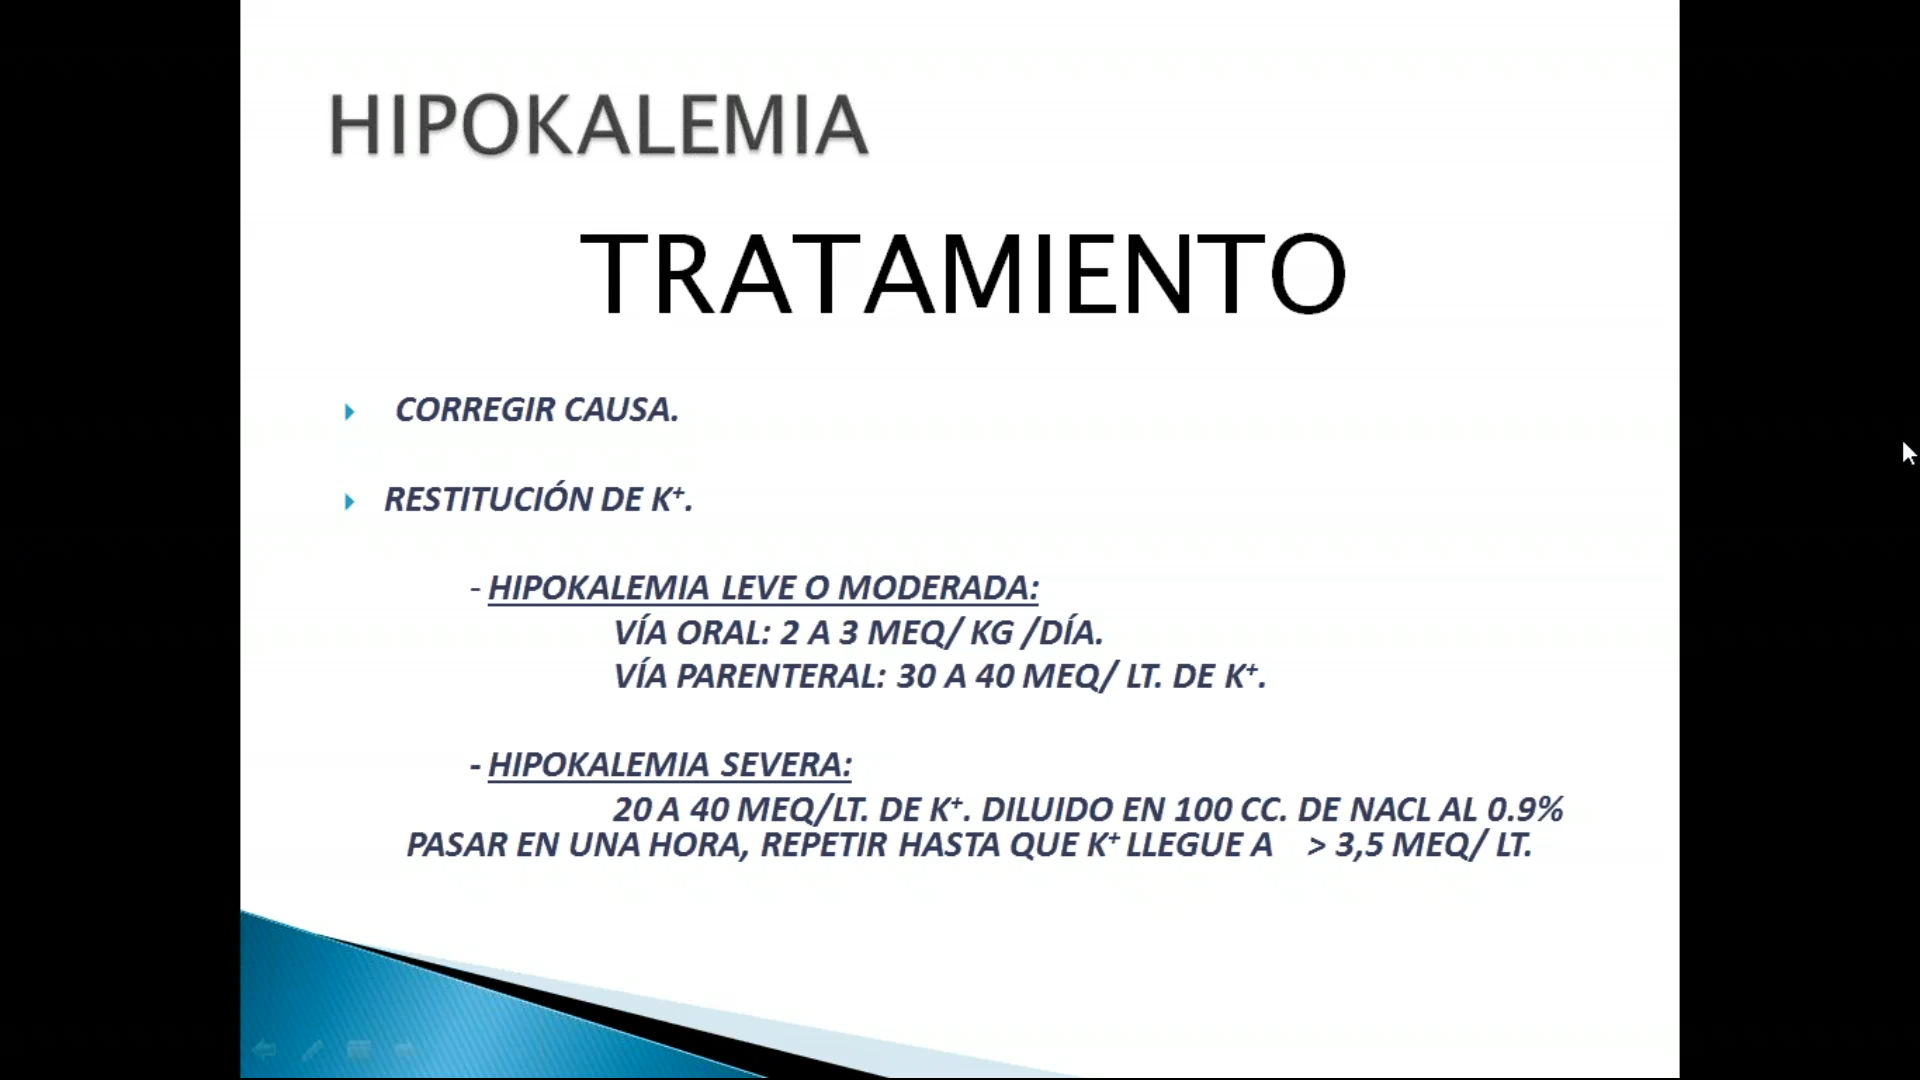 HIPOKALEMIA
TRATAMIENTO
CORREGIR CAUSA.
RESTITUCIÓN DE K⁺.
- HIPOKALEMIA LEVE O MODERADA:
VÍA ORAL: 2 A 3 MEQ/ KG /DÍA.
VÍA PARENTERAL: 30 A 40 MEQ/ LT. DE K⁺.
- HIPOKALEMIA SEVERA:
20 A 40 MEQ/LT. DE K⁺. DILUIDO EN 100 CC. DE NACL AL 0.9%
PASAR EN UNA HORA, REPETIR HASTA QUE K⁺ LLEGUE A > 3,5 MEQ/ LT.